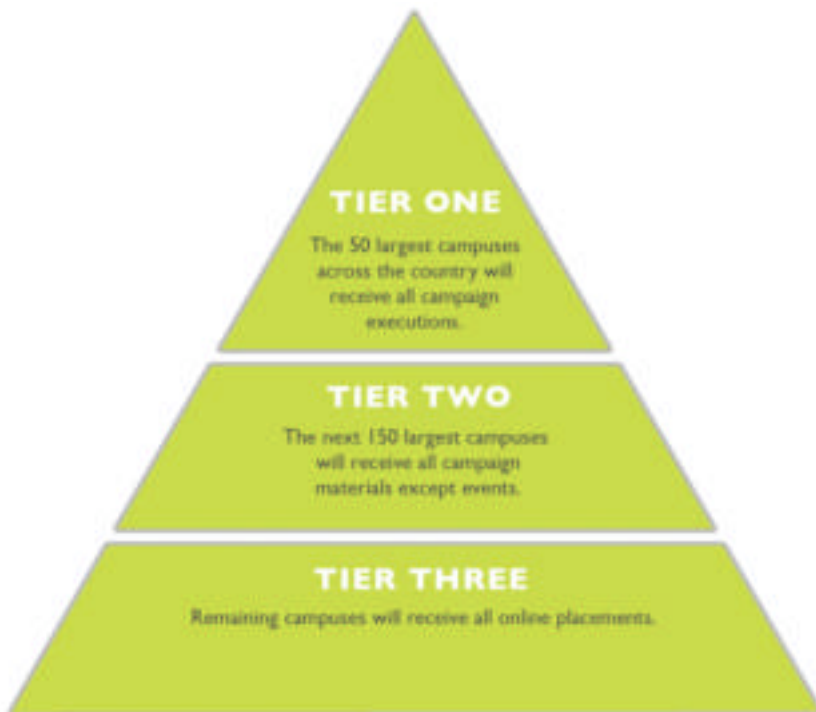 TIER ONE
The 50 largest campuses
across the country will
receive all campaign
executions.
TIER TWO
The next 150 largest campuses
will receive all campaign
materials except events.
TIER THREE
Remaining campuses will receive all online placements.